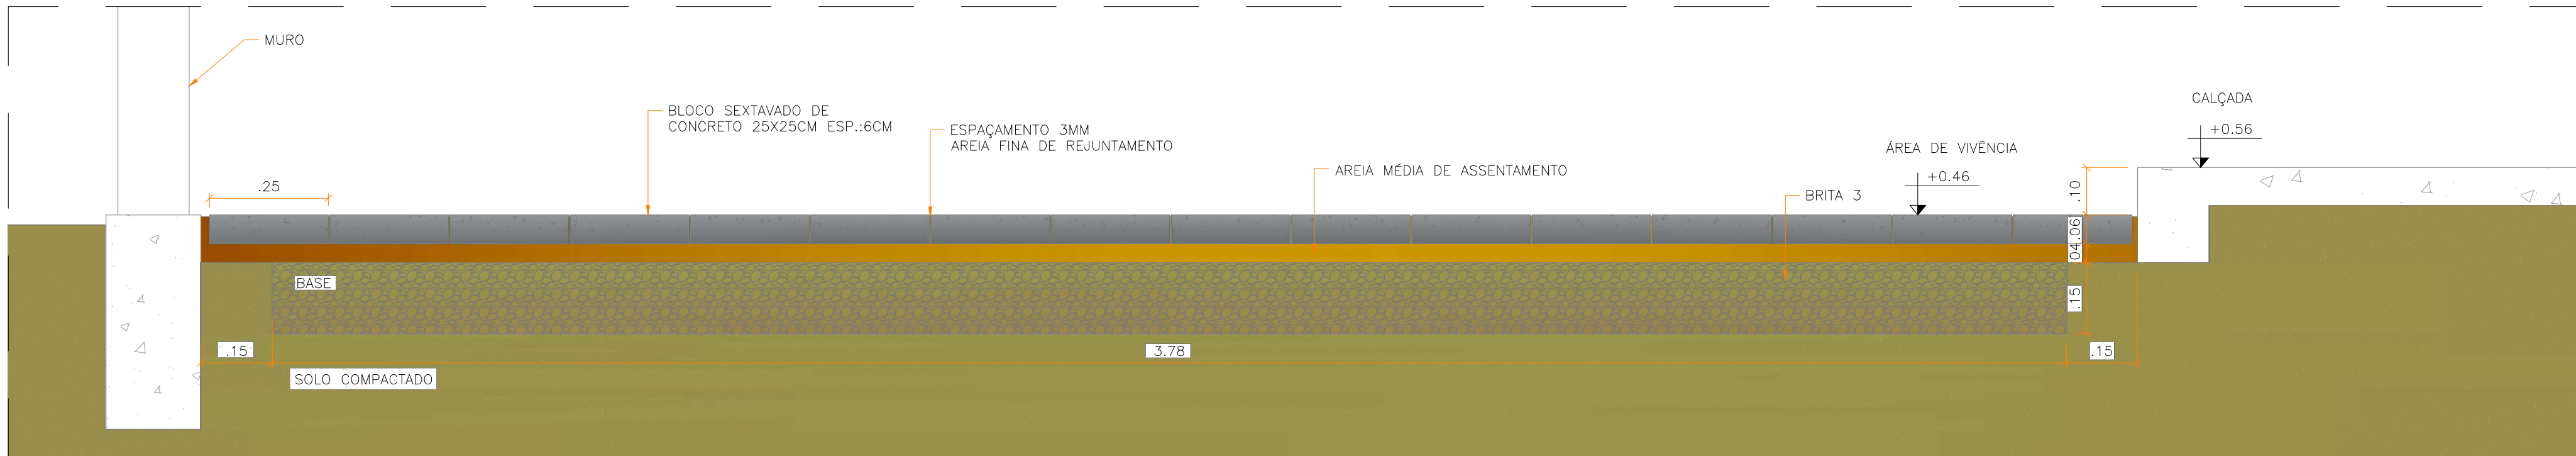 MURO
BLOCO SEXTAVADO DE
CONCRETO 25X25CM ESP.:6CM
ESPAÇAMENTO 3MM
AREIA FINA DE REJUNTAMENTO
AREIA MÉDIA DE ASSENTAMENTO
BRITA 3
ÁREA DE VIVÊNCIA
+0.46
CALÇADA
+0.56
.25
.10
.06
.04
BASE
.15
.15
3.78
.15
SOLO COMPACTADO